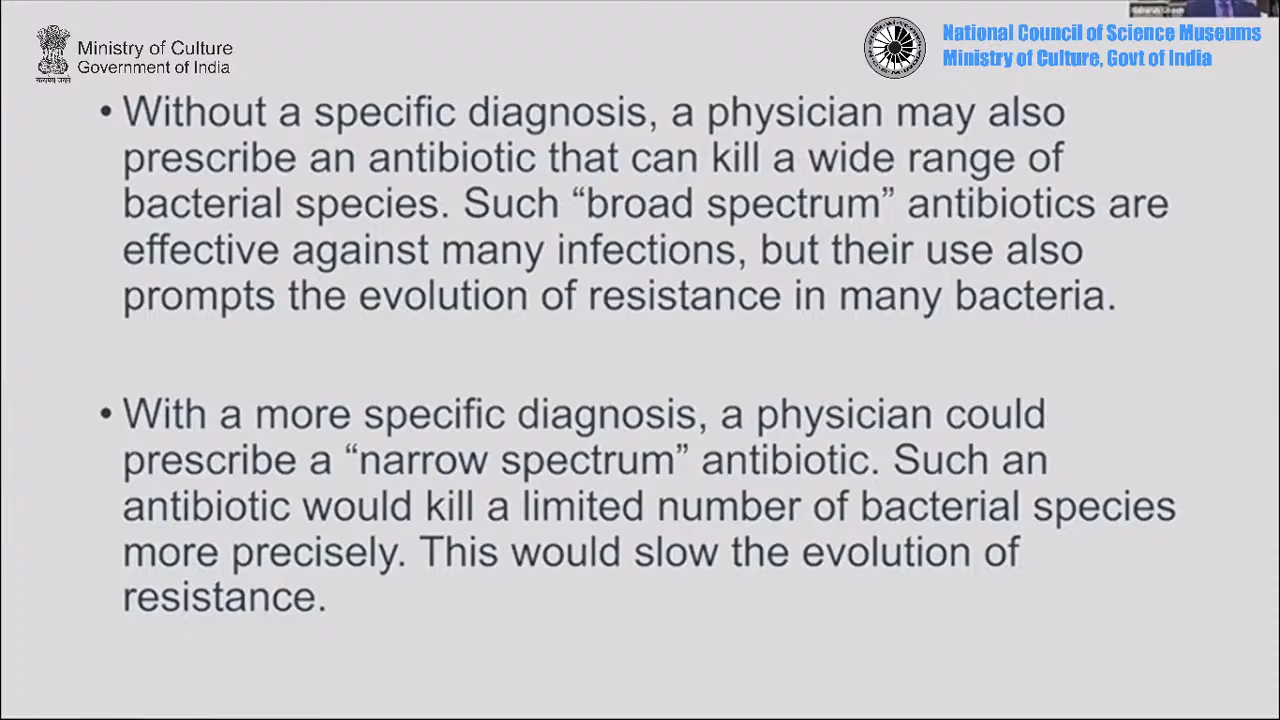 Ministry of Culture
Government of India
National Council of Science Museums
Ministry of Culture, Govt of India
• Without a specific diagnosis, a physician may also
prescribe an antibiotic that can kill a wide range of
bacterial species. Such “broad spectrum” antibiotics are
effective against many infections, but their use also
prompts the evolution of resistance in many bacteria.
• With a more specific diagnosis, a physician could
prescribe a “narrow spectrum” antibiotic. Such an
antibiotic would kill a limited number of bacterial species
more precisely. This would slow the evolution of
resistance.